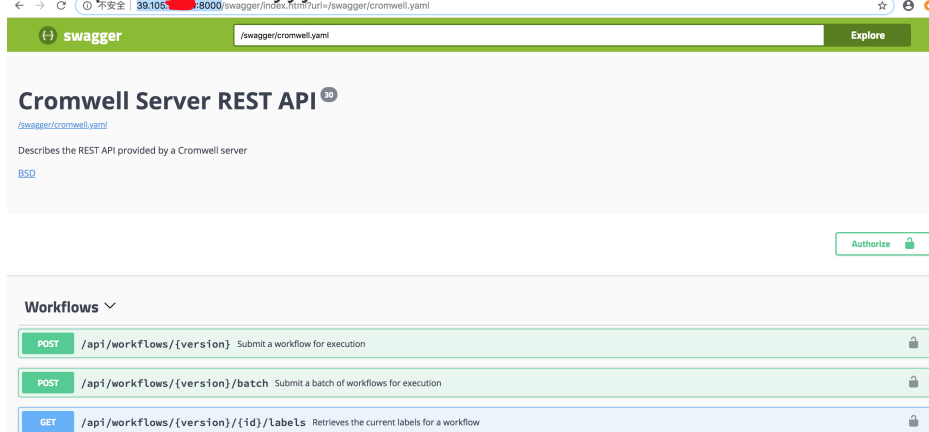 不安全 39.105. :8000/swagger/index.html?url=/swagger/cromwell.yaml
swagger /swagger/cromwell.yaml Explore
Cromwell Server REST API 30
/swagger/cromwell.yaml
Describes the REST API provided by a Cromwell server
BSD
Authorize
Workflows
POST /api/workflows/{version} Submit a workflow for execution
POST /api/workflows/{version}/batch Submit a batch of workflows for execution
GET /api/workflows/{version}/{id}/labels Retrieves the current labels for a workflow